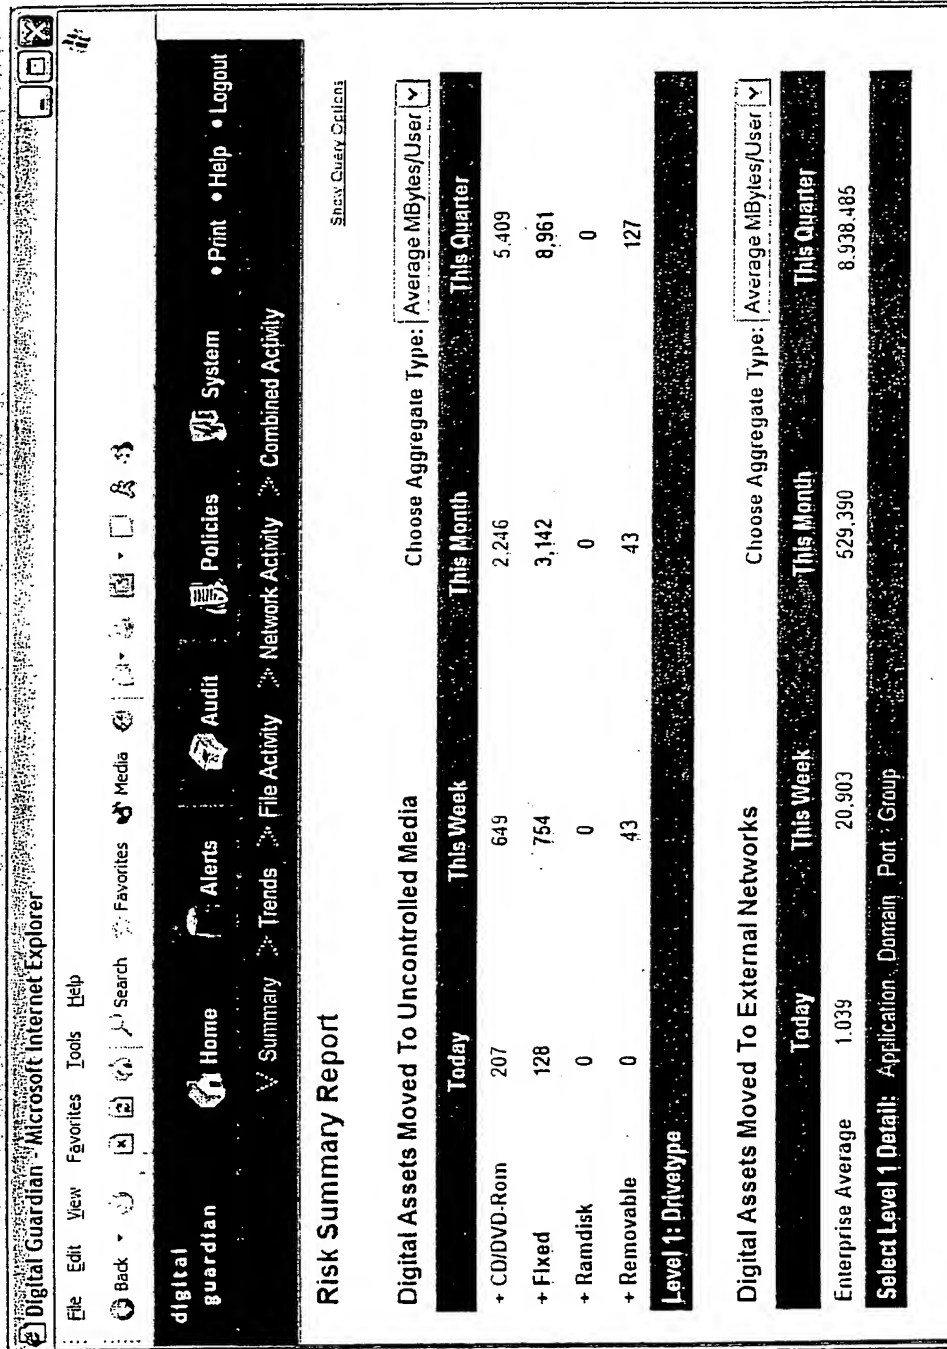 Digital Guardian - Microsoft Internet Explorer
File Edit View Favorites Tools Help
Back Search Favorites Media
digital guardian
Home Alerts Audit Policies System • Print • Help • Logout
Summary Trends File Activity Network Activity Combined Activity
Risk Summary Report
Show Query Options
Digital Assets Moved To Uncontrolled Media Choose Aggregate Type: Average MBytes/User
Today This Week This Month This Quarter
+ CD/DVD-Rom 207 649 2,246 5,409
+ Fixed 128 754 3,142 8,961
+ Ramdisk 0 0 0 0
+ Removable 0 43 43 127
Level 1: Drivetype
Digital Assets Moved To External Networks Choose Aggregate Type: Average MBytes/User
Today This Week This Month This Quarter
Enterprise Average 1,039 20,903 529,390 8,938,485
Select Level 1 Detail: Application Domain Port Group